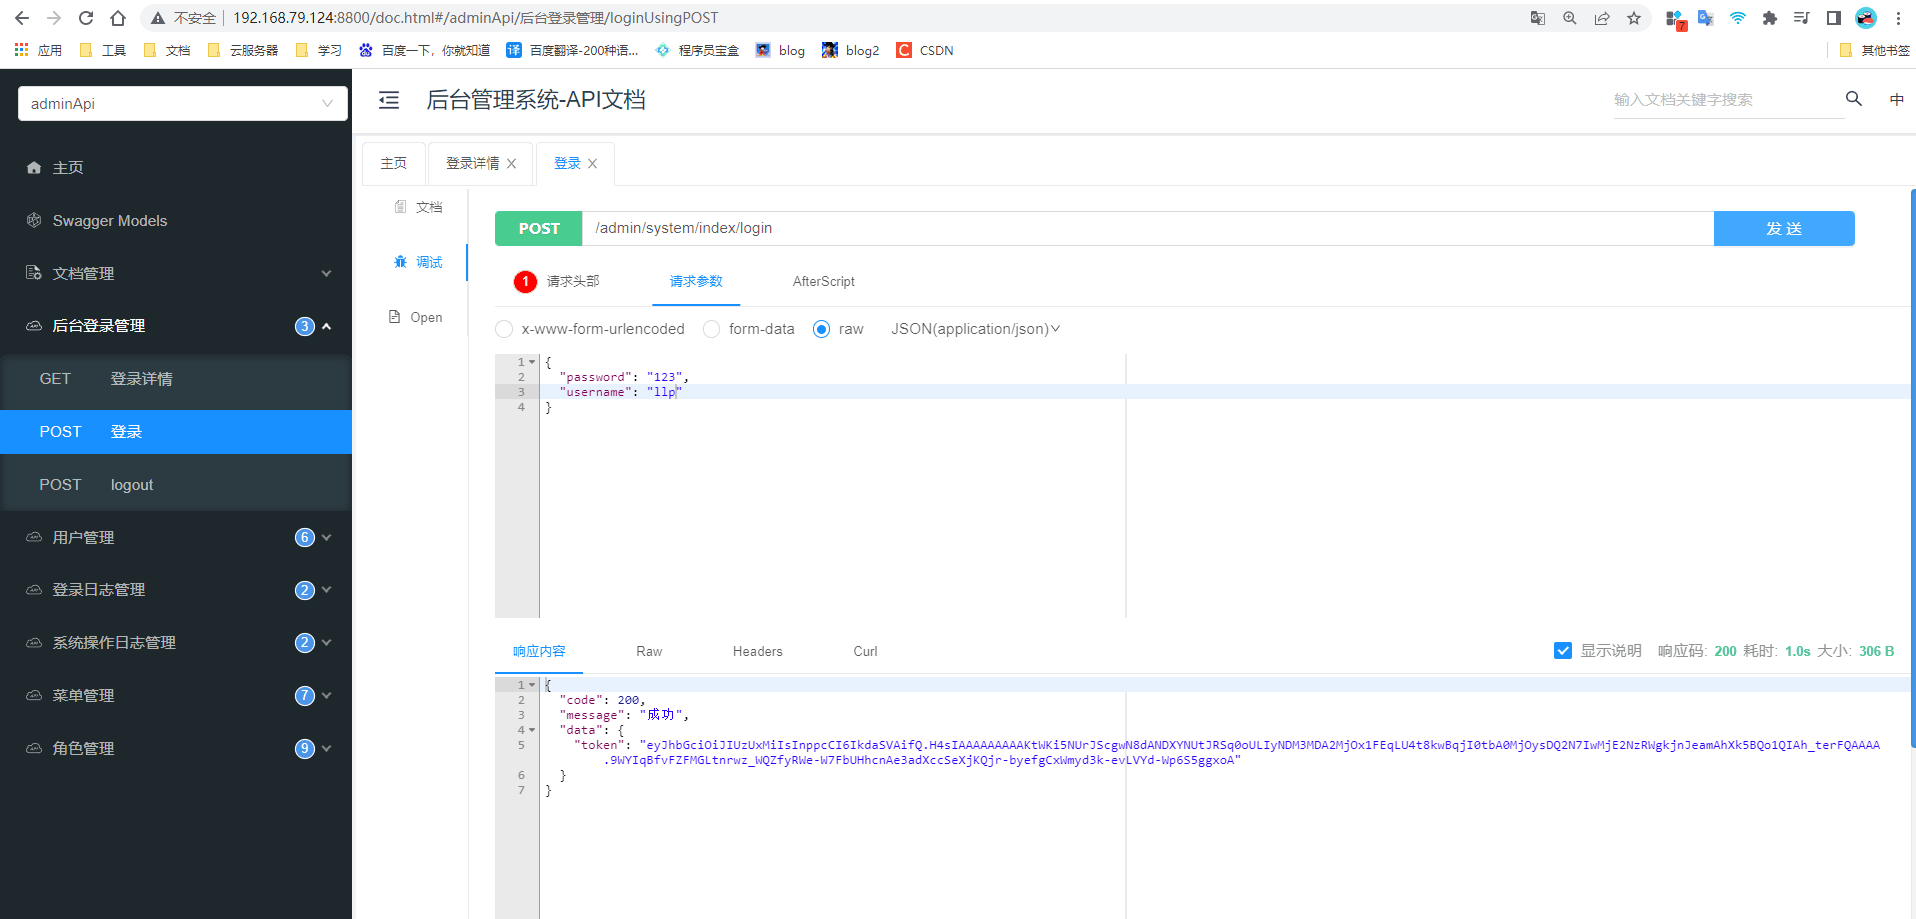 不安全 192.168.79.124:8800/doc.html#/adminApi/后台登录管理/loginUsingPOST
7
应用 工具 文档 云服务器 学习 百度一下，你就知道 译 百度翻译-200种语... 程序员宝盒 blog blog2 C CSDN 其他书签
adminApi
后台管理系统-API文档
输入文档关键字搜索
中
主页
Swagger Models
文档管理
后台登录管理 3
GET 登录详情
POST 登录
POST logout
用户管理 6
登录日志管理 2
系统操作日志管理 2
菜单管理 7
角色管理 9
主页 登录详情 登录
文档
调试
Open
POST /admin/system/index/login 发 送
1 请求头部 请求参数 AfterScript
x-www-form-urlencoded form-data raw JSON(application/json)
1 {
2 "password": "123",
3 "username": "llp"
4 }
响应内容 Raw Headers Curl
显示说明 响应码: 200 耗时: 1.0s 大小: 306 B
1 {
2 "code": 200,
3 "message": "成功",
4 "data": {
5 "token": "eyJhbGciOiJIUzUxMiIsInppcCI6IkdaSVAifQ.H4sIAAAAAAAAAKtWKi5NUrJScgwN8dANDXYNUtJRSq0oULIyNDM3MDA2MjOx1FEqLU4t8kwBqjI0tbA0MjOysDQ2N7IwMjE2NzRWgkjnJeamAhXk5BQo1QIAh_terFQAAAA
.9WYIqBfvFZFMGLtnrwz_WQZfyRWe-W7FbUHhcnAe3adXccSeXjKQjr-byefgCxWmyd3k-evLVYd-Wp6S5ggxoA"
6 }
7 }